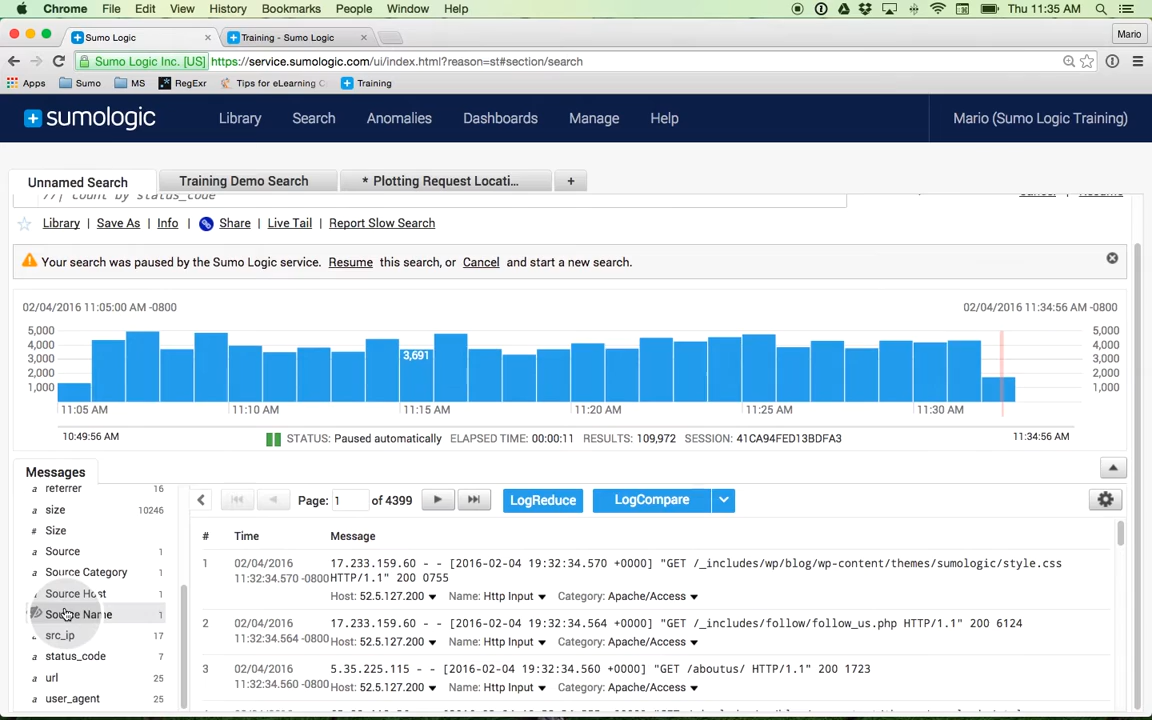 Chrome File Edit View History Bookmarks People Window Help Thu 11:35 AM
Sumo Logic × Training - Sumo Logic × Mario
Sumo Logic Inc. [US] https://service.sumologic.com/ui/index.html?reason=st#section/search
Apps Sumo MS RegExr Tips for eLearning C Training
sumologic Library Search Anomalies Dashboards Manage Help Mario (Sumo Logic Training)
Unnamed Search Training Demo Search * Plotting Request Locati... +
//| count by status_code Cancel Resume
Library | Save As | Info | Share | Live Tail | Report Slow Search
Your search was paused by the Sumo Logic service. Resume this search, or Cancel and start a new search.
02/04/2016 11:05:00 AM -0800 02/04/2016 11:34:56 AM -0800
5,000 5,000
4,000 3,691 4,000
3,000 3,000
2,000 2,000
1,000 1,000
11:05 AM 11:10 AM 11:15 AM 11:20 AM 11:25 AM 11:30 AM
10:49:56 AM STATUS: Paused automatically ELAPSED TIME: 00:00:11 RESULTS: 109,972 SESSION: 41CA94FED13BDFA3 11:34:56 AM
Messages
a referrer 16
a size 10246
# Size
a Source 1
a Source Category 1
a Source Host 1
Source Name 1
a src_ip 17
a status_code 7
a url 25
a user_agent 25
Page: 1 of 4399 LogReduce LogCompare
# Time Message
1 02/04/2016 17.233.159.60 - - [2016-02-04 19:32:34.570 +0000] "GET /_includes/wp/blog/wp-content/themes/sumologic/style.css
11:32:34.570 -0800 HTTP/1.1" 200 0755
Host: 52.5.127.200 Name: Http Input Category: Apache/Access
2 02/04/2016 17.233.159.60 - - [2016-02-04 19:32:34.564 +0000] "GET /_includes/follow/follow_us.php HTTP/1.1" 200 6124
11:32:34.564 -0800 Host: 52.5.127.200 Name: Http Input Category: Apache/Access
3 02/04/2016 5.35.225.115 - - [2016-02-04 19:32:34.560 +0000] "GET /aboutus/ HTTP/1.1" 200 1723
11:32:34.560 -0800 Host: 52.5.127.200 Name: Http Input Category: Apache/Access